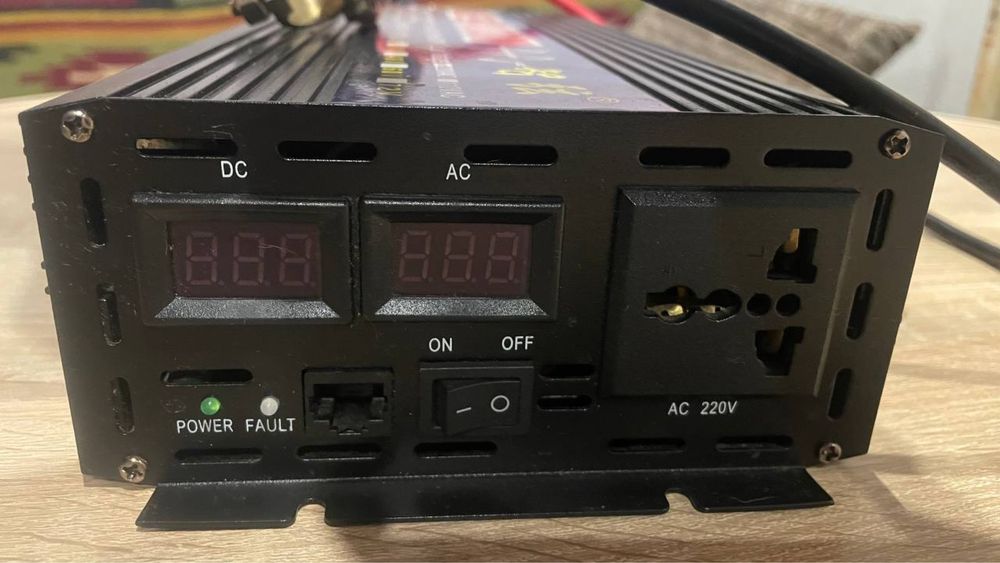 DC
AC
ON OFF
POWER FAULT
AC 220V